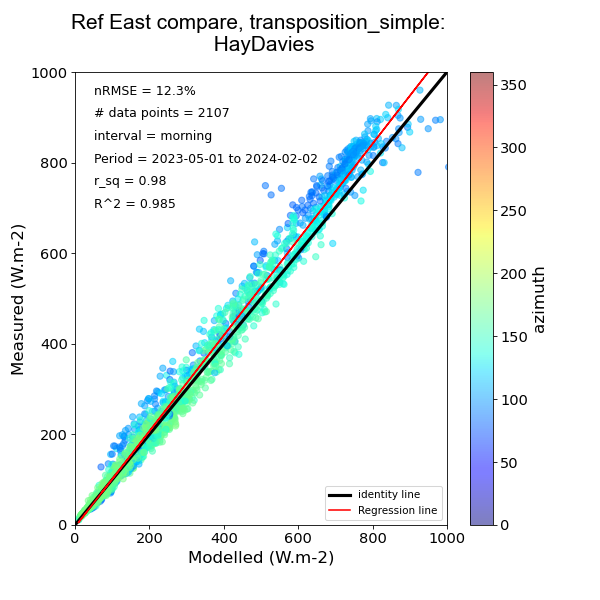 Ref East compare, transposition_simple:
HayDavies
1000
800
600
400
200
0
Measured (W.m-2)
nRMSE = 12.3%
# data points = 2107
interval = morning
Period = 2023-05-01 to 2024-02-02
r_sq = 0.98
R^2 = 0.985
identity line
Regression line
0 200 400 600 800 1000
Modelled (W.m-2)
350
300
250
200
150
100
50
0
azimuth